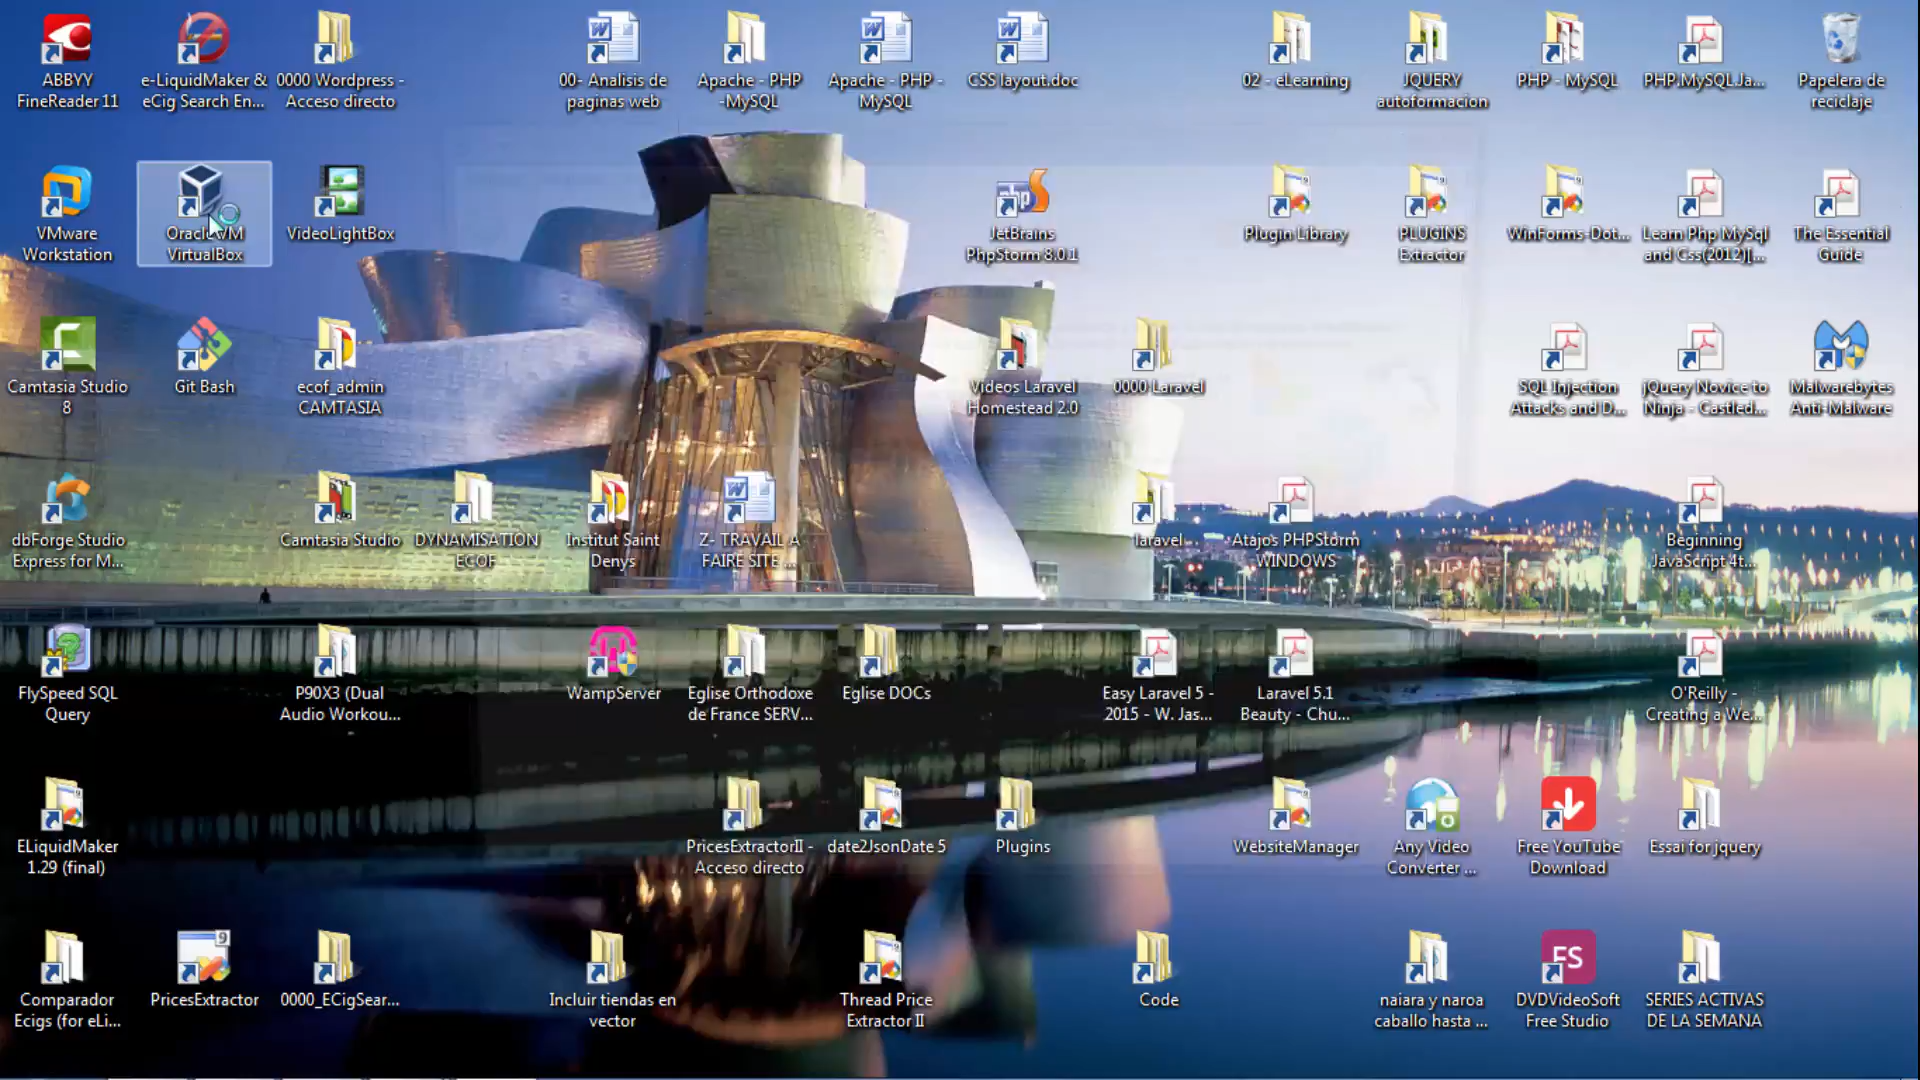 ABBYY
FineReader 11
e-LiquidMaker &
eCig Search En...
0000 Wordpress -
Acceso directo
00- Analisis de
paginas web
Apache - PHP
-MySQL
Apache - PHP -
MySQL
CSS layout.doc
02 - eLearning
JQUERY
autoformacion
PHP - MySQL
PHP.MySQL.Ja...
Papelera de
reciclaje
VMware
Workstation
Oracle VM
VirtualBox
VideoLightBox
JetBrains
PhpStorm 8.0.1
Plugin Library
PLUGINS
Extractor
WinForms-Dot...
Learn Php MySql
and Css(2012)[...
The Essential
Guide
Camtasia Studio
8
Git Bash
ecof_admin
CAMTASIA
Videos Laravel
Homestead 2.0
0000 Laravel
SQL Injection
Attacks and D...
jQuery Novice to
Ninja - Castled...
Malwarebytes
Anti-Malware
dbForge Studio
Express for M...
Camtasia Studio
DYNAMISATION
ECOF
Institut Saint
Denys
Z- TRAVAIL A
FAIRE SITE ...
laravel
Atajos PHPStorm
WINDOWS
Beginning
JavaScript 4t...
FlySpeed SQL
Query
P90X3 (Dual
Audio Workou...
WampServer
Eglise Orthodoxe
de France SERV...
Eglise DOCs
Easy Laravel 5 -
2015 - W. Jas...
Laravel 5.1
Beauty - Chu...
O'Reilly -
Creating a We...
ELiquidMaker
1.29 (final)
PricesExtractorII -
Acceso directo
date2JsonDate 5
Plugins
WebsiteManager
Any Video
Converter ...
Free YouTube
Download
Essai for jquery
Comparador
Ecigs (for eLi...
PricesExtractor
0000_ECigSear...
Incluir tiendas en
vector
Thread Price
Extractor II
Code
naiara y naroa
caballo hasta ...
FS
DVDVideoSoft
Free Studio
SERIES ACTIVAS
DE LA SEMANA